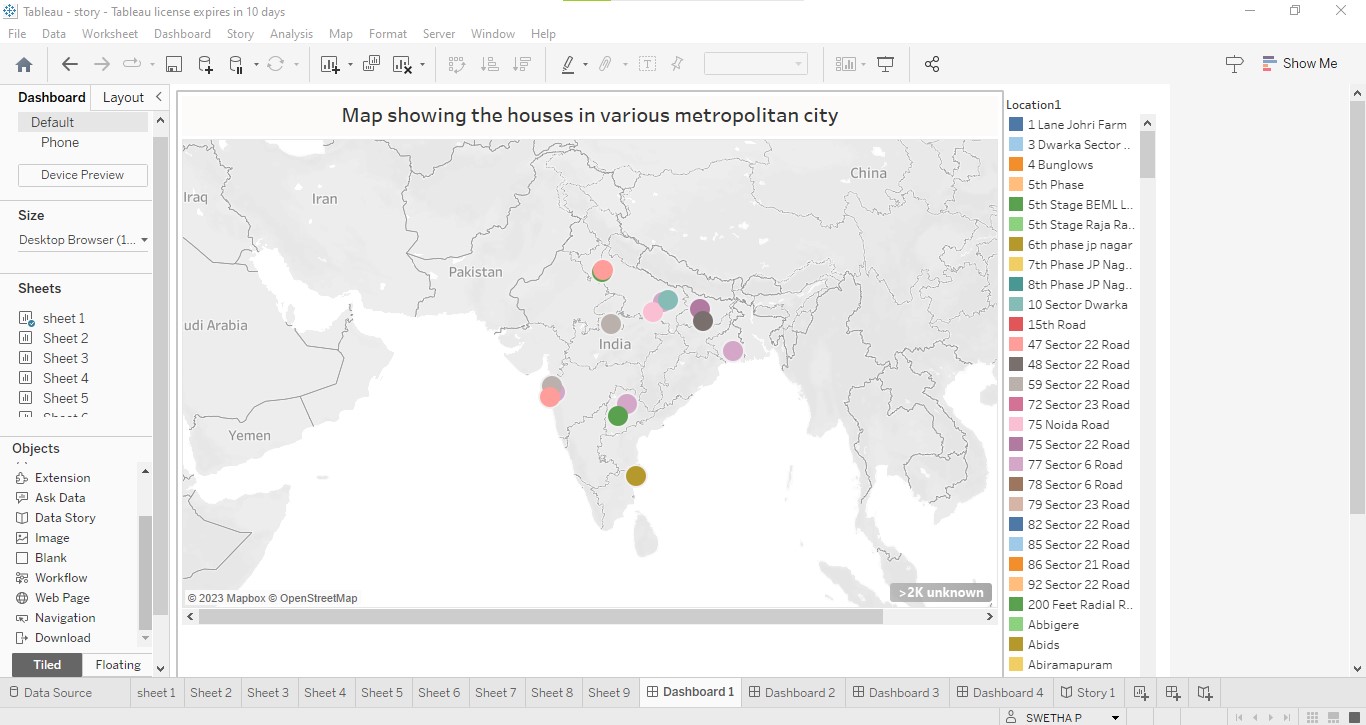 Tableau - story - Tableau license expires in 10 days
File Data Worksheet Dashboard Story Analysis Map Format Server Window Help
Show Me
Dashboard Layout
Default
Phone
Device Preview
Size
Desktop Browser (1...
Sheets
sheet 1
Sheet 2
Sheet 3
Sheet 4
Sheet 5
Objects
Extension
Ask Data
Data Story
Image
Blank
Workflow
Web Page
Navigation
Download
Tiled Floating
Map showing the houses in various metropolitan city
China
Iraq
Iran
Pakistan
udi Arabia
India
Yemen
© 2023 Mapbox © OpenStreetMap
>2K unknown
Location1
1 Lane Johri Farm
3 Dwarka Sector ..
4 Bunglows
5th Phase
5th Stage BEML L..
5th Stage Raja Ra..
6th phase jp nagar
7th Phase JP Nag..
8th Phase JP Nag..
10 Sector Dwarka
15th Road
47 Sector 22 Road
48 Sector 22 Road
59 Sector 22 Road
72 Sector 23 Road
75 Noida Road
75 Sector 22 Road
77 Sector 6 Road
78 Sector 6 Road
79 Sector 23 Road
82 Sector 22 Road
85 Sector 22 Road
86 Sector 21 Road
92 Sector 22 Road
200 Feet Radial R..
Abbigere
Abids
Abiramapuram
Data Source sheet 1 Sheet 2 Sheet 3 Sheet 4 Sheet 5 Sheet 6 Sheet 7 Sheet 8 Sheet 9 Dashboard 1 Dashboard 2 Dashboard 3 Dashboard 4 Story 1
SWETHA P